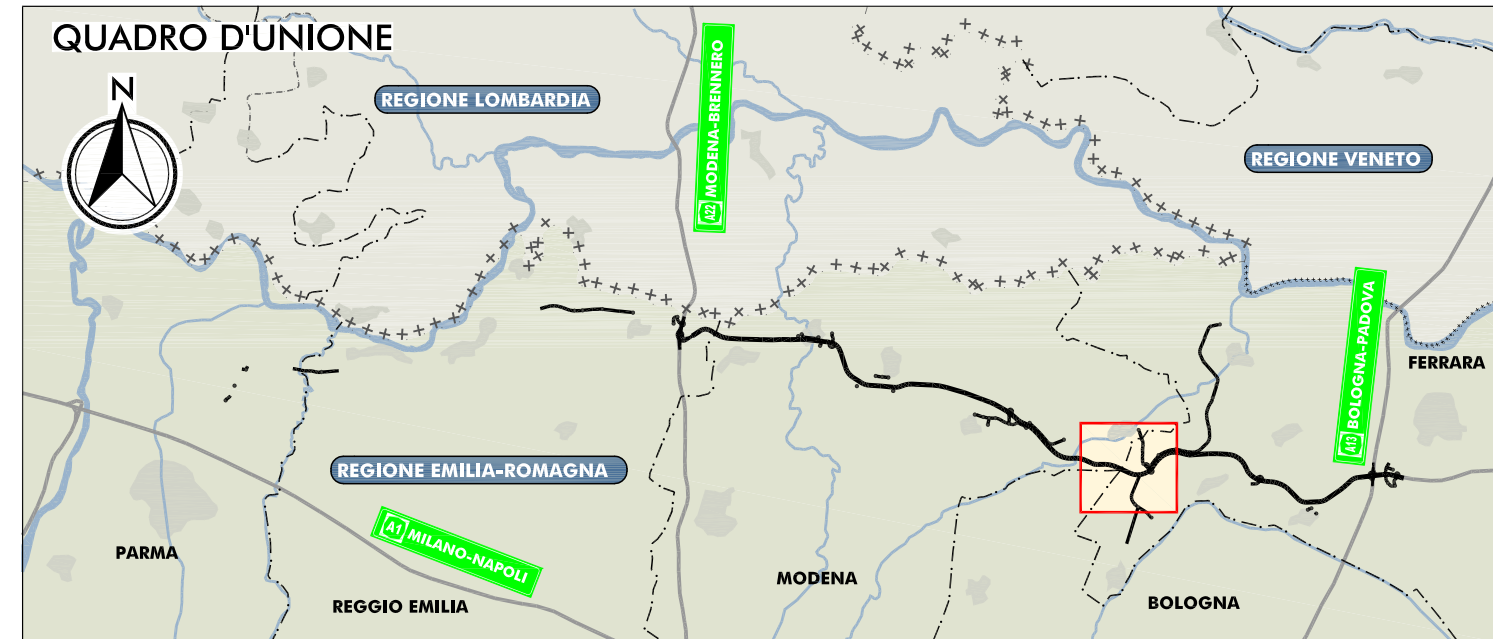 QUADRO D'UNIONE
N
REGIONE LOMBARDIA
A22 MODENA-BRENNERO
REGIONE VENETO
A13 BOLOGNA-PADOVA
FERRARA
REGIONE EMILIA-ROMAGNA
A1 MILANO-NAPOLI
PARMA
REGGIO EMILIA
MODENA
BOLOGNA